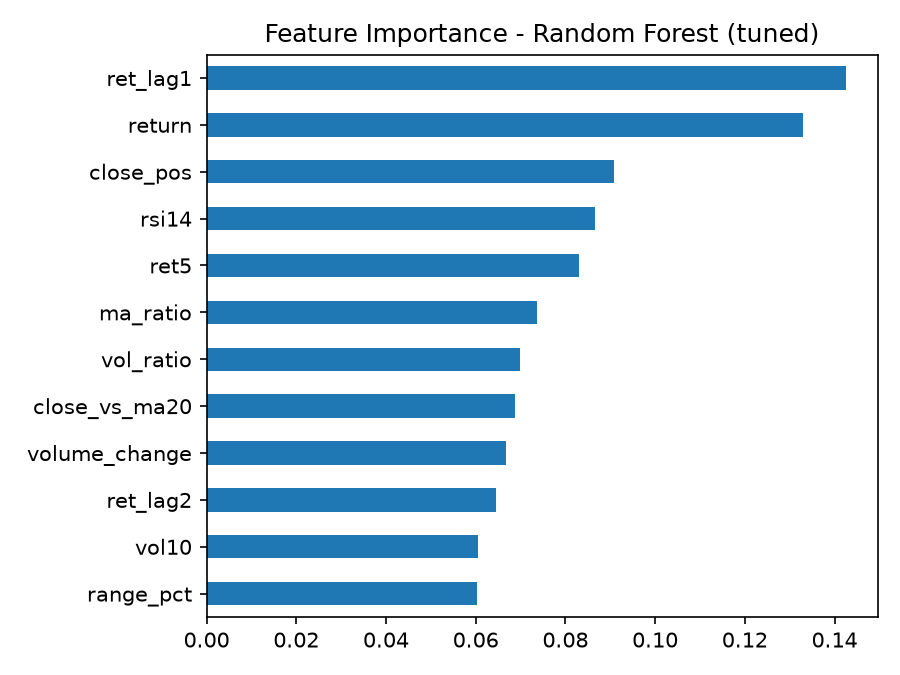 Feature Importance - Random Forest (tuned)
ret_lag1
return
close_pos
rsi14
ret5
ma_ratio
vol_ratio
close_vs_ma20
volume_change
ret_lag2
vol10
range_pct
0.00 0.02 0.04 0.06 0.08 0.10 0.12 0.14